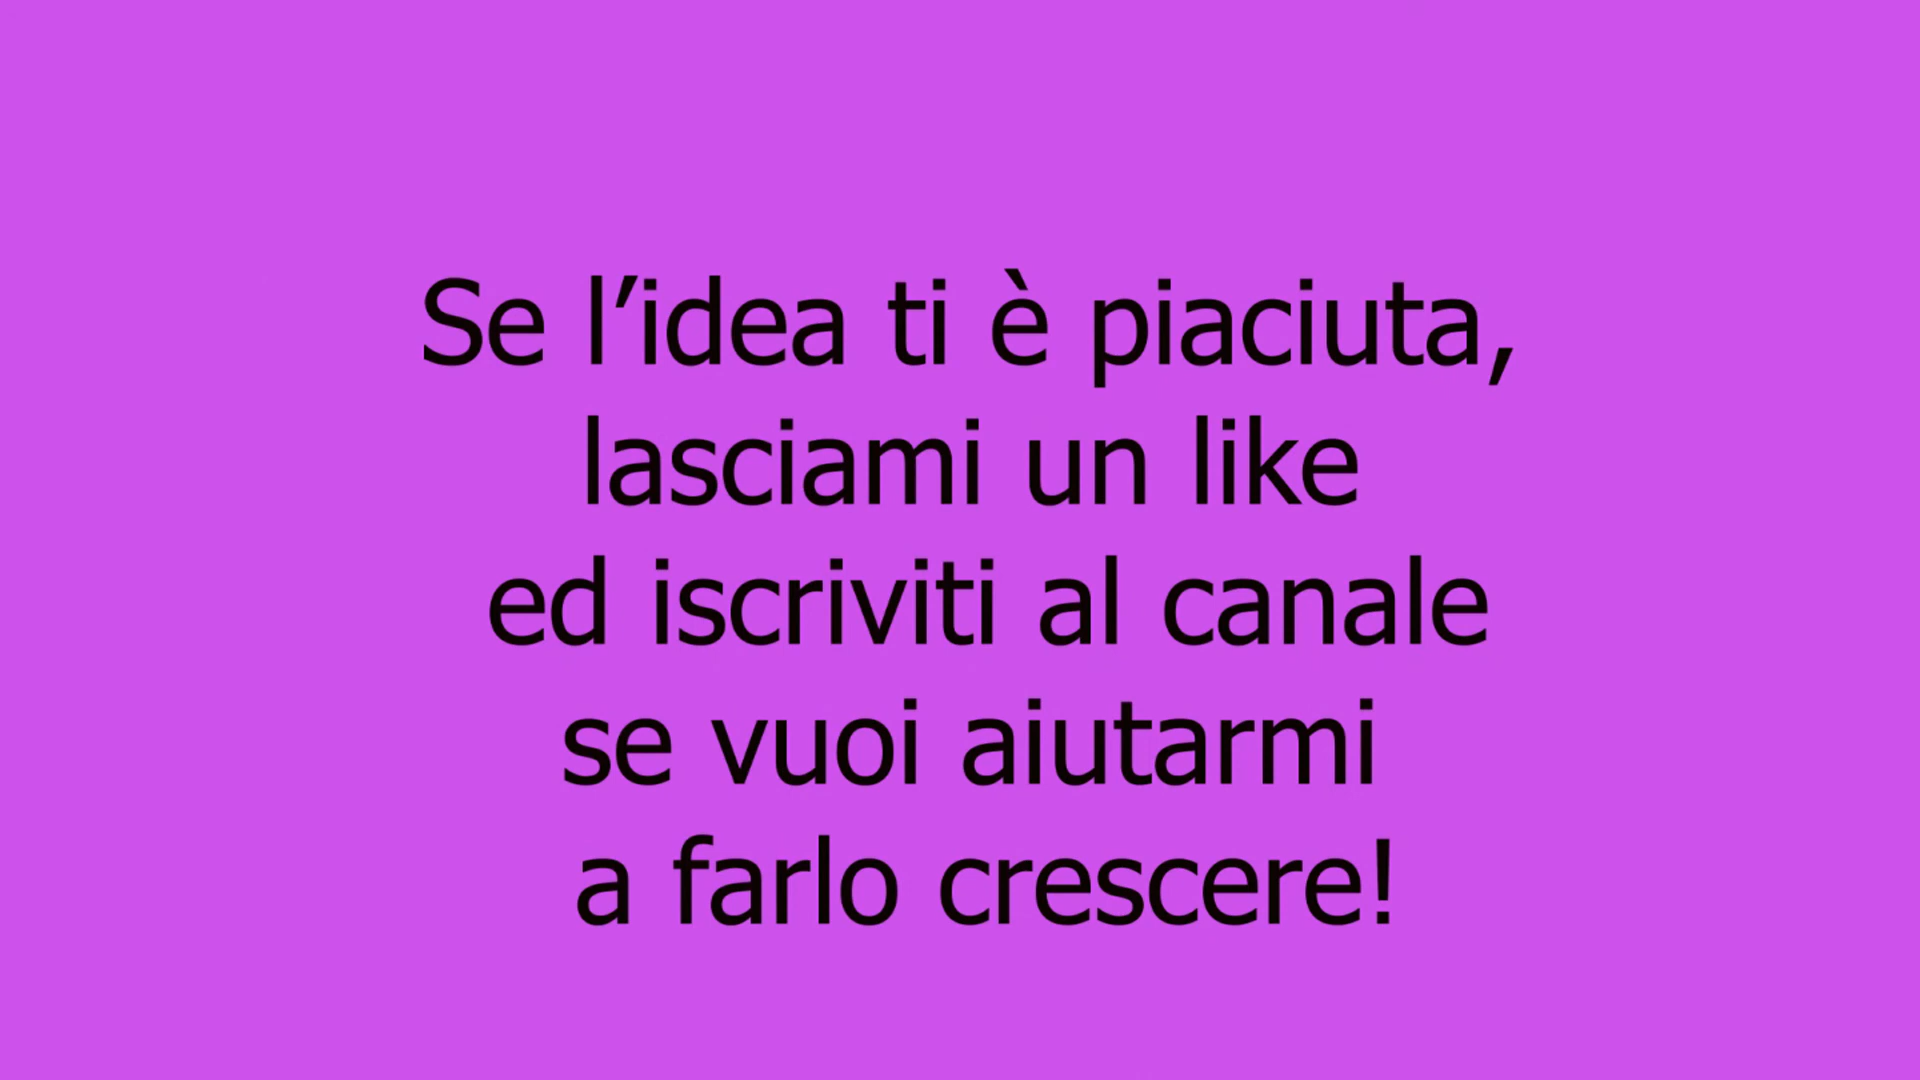 Se l’idea ti è piaciuta,
lasciami un like
ed iscriviti al canale
se vuoi aiutarmi
a farlo crescere!